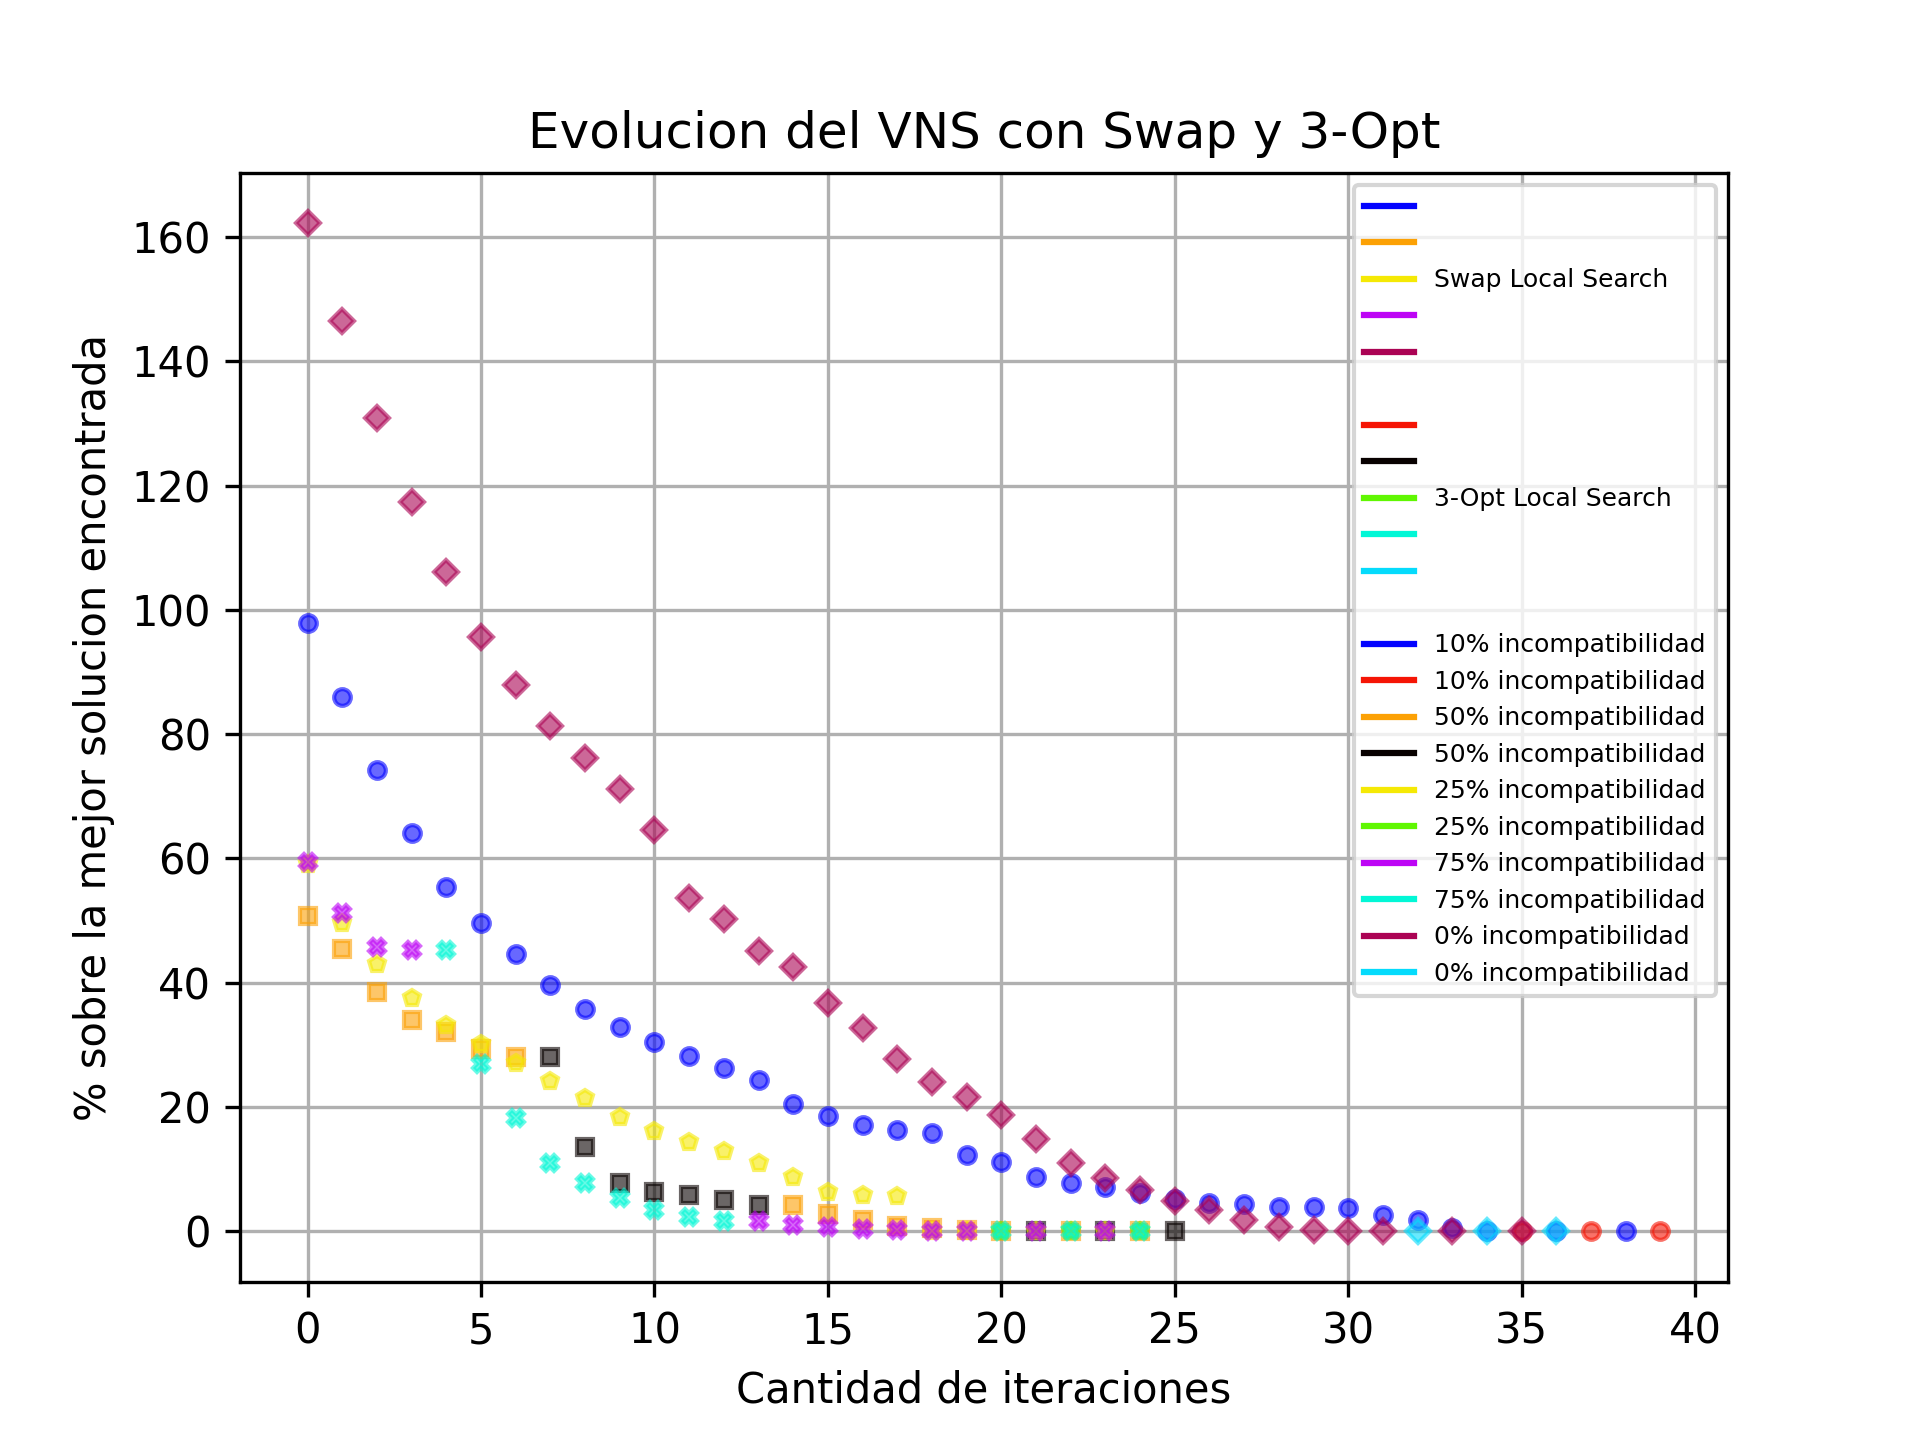 Evolucion del VNS con Swap y 3-Opt
% sobre la mejor solucion encontrada
160
140
120
100
80
60
40
20
0
Swap Local Search
3-Opt Local Search
10% incompatibilidad
10% incompatibilidad
50% incompatibilidad
50% incompatibilidad
25% incompatibilidad
25% incompatibilidad
75% incompatibilidad
75% incompatibilidad
0% incompatibilidad
0% incompatibilidad
0 5 10 15 20 25 30 35 40
Cantidad de iteraciones